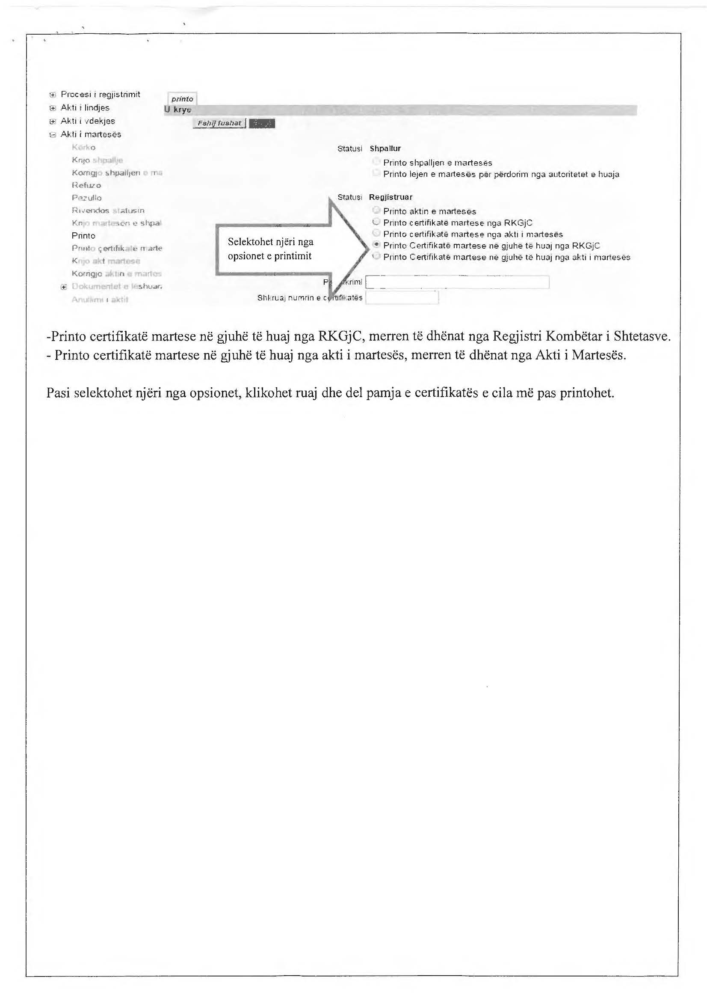 Procesi i regjistrimit
Akti i lindjes
Akti i vdekjes
Akti i martesës
Kërko
Krijo shpallje
Korrigjo shpalljen e ma
Refuzo
Pezullo
Rivendos statusin
Krijo martesën e shpal
Printo
Printo çertifikatë marte
Krijo akt martese
Korrigjo aktin e martes
Dokumentet e lëshuar
Anullimi i aktit
printo
U krye
Fshij fushat
Statusi Shpallur
Printo shpalljen e martesës
Printo lejen e martesës për përdorim nga autoritetet e huaja
Statusi Regjistruar
Printo aktin e martesës
Printo certifikatë martese nga RKGjC
Printo certifikatë martese nga akti i martesës
Printo Certifikatë martese në gjuhë të huaj nga RKGjC
Printo Certifikatë martese në gjuhë të huaj nga akti i martesës
Selektohet njëri nga
opsionet e printimit
Shkruaj numrin e certifikatës
-Printo certifikatë martese në gjuhë të huaj nga RKGjC, merren të dhënat nga Regjistri Kombëtar i Shtetasve.
- Printo certifikatë martese në gjuhë të huaj nga akti i martesës, merren të dhënat nga Akti i Martesës.
Pasi selektohet njëri nga opsionet, klikohet ruaj dhe del pamja e certifikatës e cila më pas printohet.